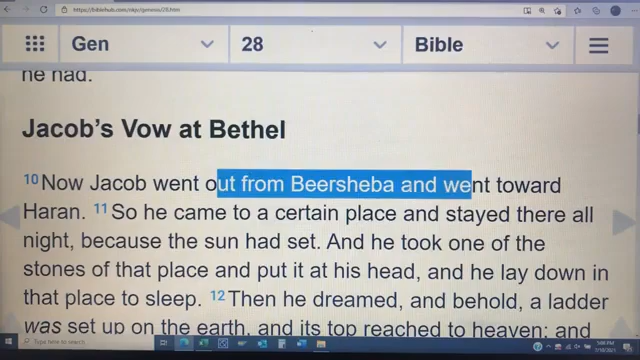 https://biblehub.com/nkjv/genesis/28.htm
Gen 28 Bible
he had.
Jacob’s Vow at Bethel
10 Now Jacob went out from Beersheba and went toward
Haran. 11 So he came to a certain place and stayed there all
night, because the sun had set. And he took one of the
stones of that place and put it at his head, and he lay down in
that place to sleep. 12 Then he dreamed, and behold, a ladder
was set up on the earth, and its top reached to heaven; and
Type here to search